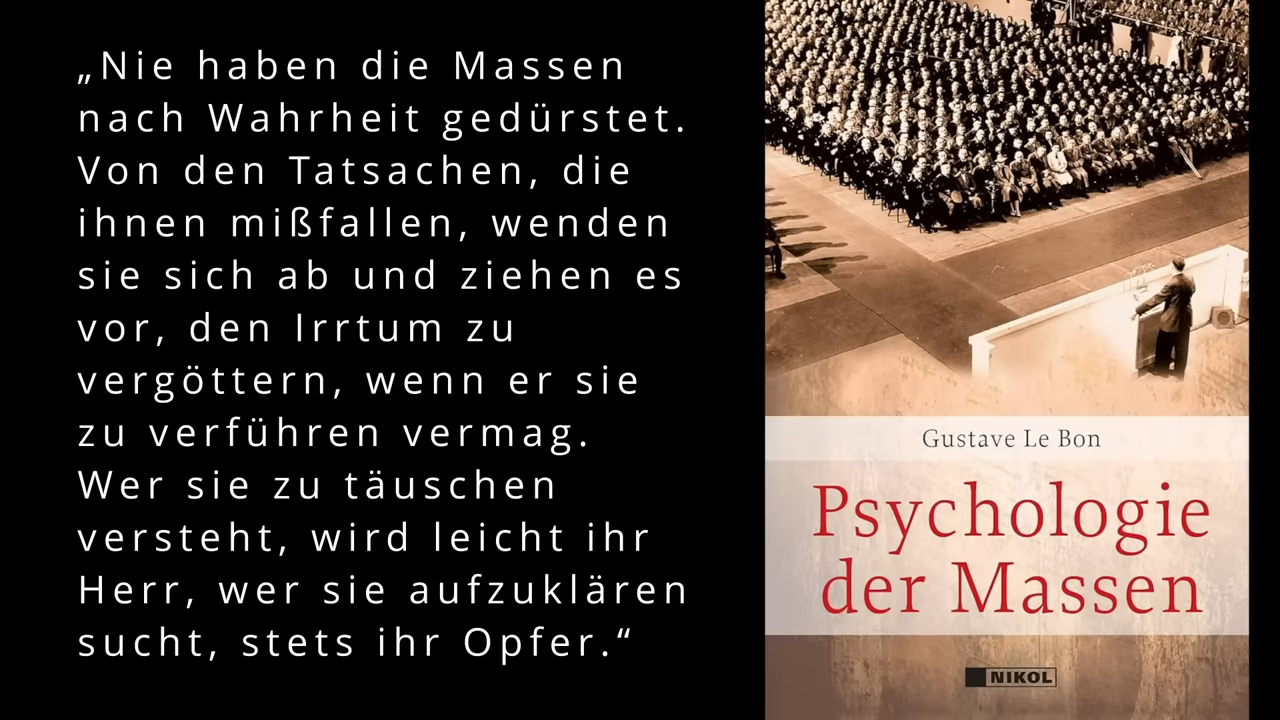 „Nie haben die Massen
nach Wahrheit gedürstet.
Von den Tatsachen, die
ihnen mißfallen, wenden
sie sich ab und ziehen es
vor, den Irrtum zu
vergöttern, wenn er sie
zu verführen vermag.
Wer sie zu täuschen
versteht, wird leicht ihr
Herr, wer sie aufzuklären
sucht, stets ihr Opfer.“
Gustave Le Bon
Psychologie
der Massen
NIKOL